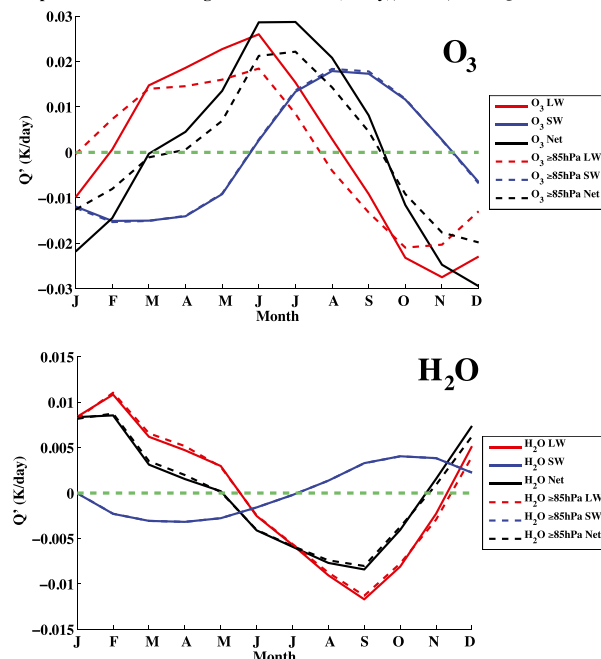 0.03
0.02
0.01
0
−0.01
−0.02
−0.03
Q' (K/day)
J F M A M J J A S O N D
Month
O3
O3 LW
O3 SW
O3 Net
O3 ≥85hPa LW
O3 ≥85hPa SW
O3 ≥85hPa Net
0.015
0.01
0.005
0
−0.005
−0.01
−0.015
Q' (K/day)
J F M A M J J A S O N D
Month
H2O
H2O LW
H2O SW
H2O Net
H2O ≥85hPa LW
H2O ≥85hPa SW
H2O ≥85hPa Net